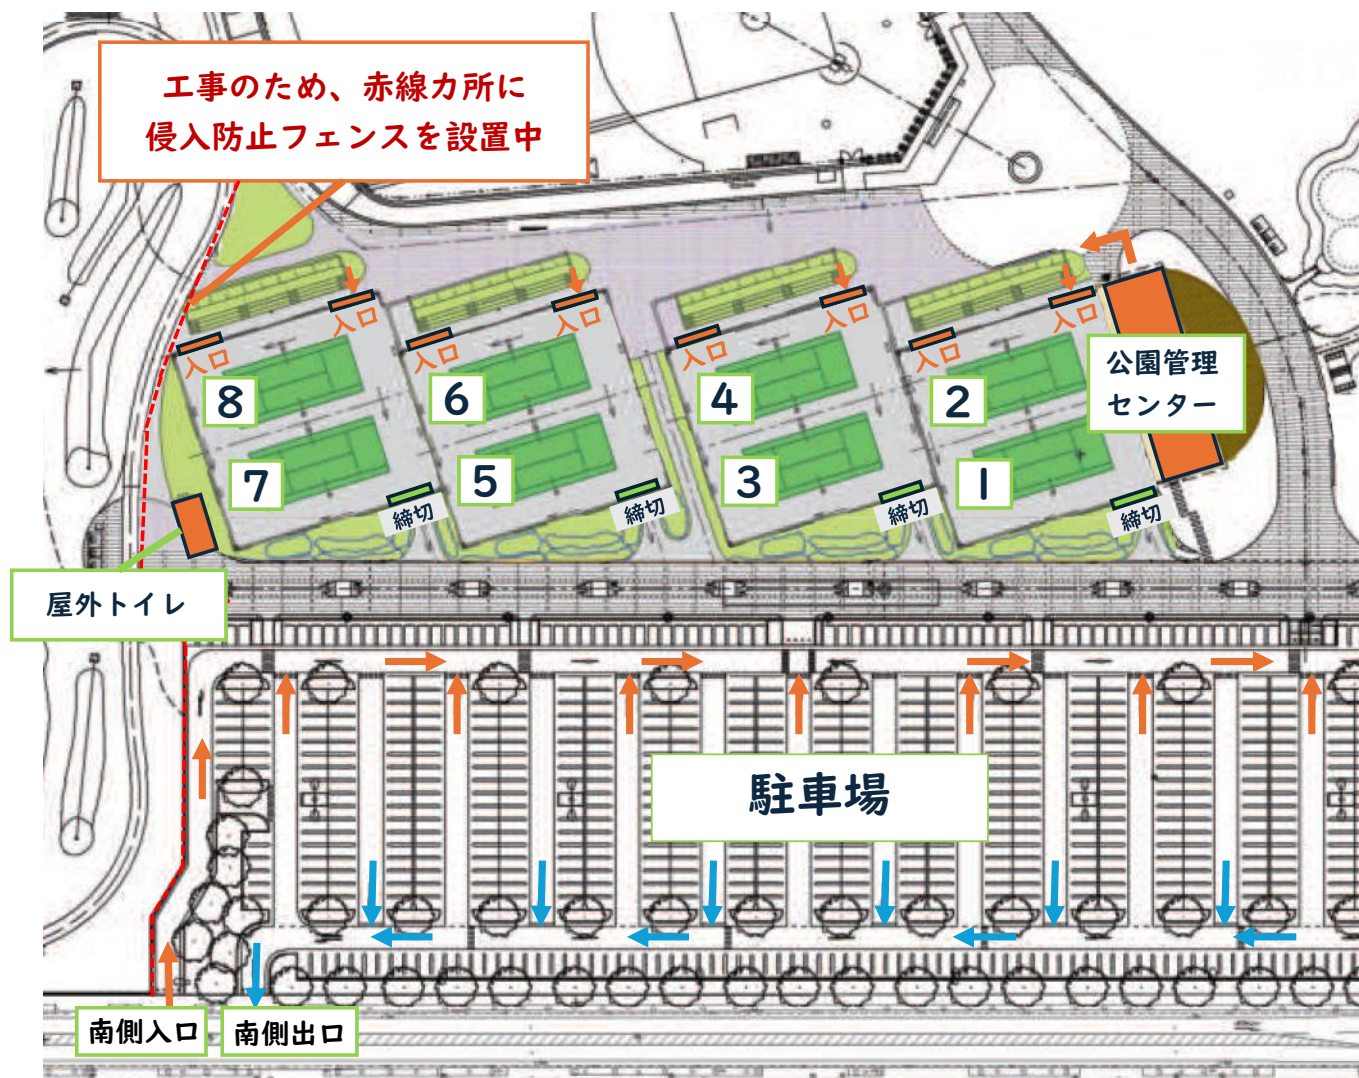 工事のため、赤線カ所に
侵入防止フェンスを設置中
入口
入口
入口
入口
入口
入口
入口
入口
公園管理
センター
8
6
4
2
7
5
3
1
締切
締切
締切
締切
屋外トイレ
駐車場
南側入口
南側出口